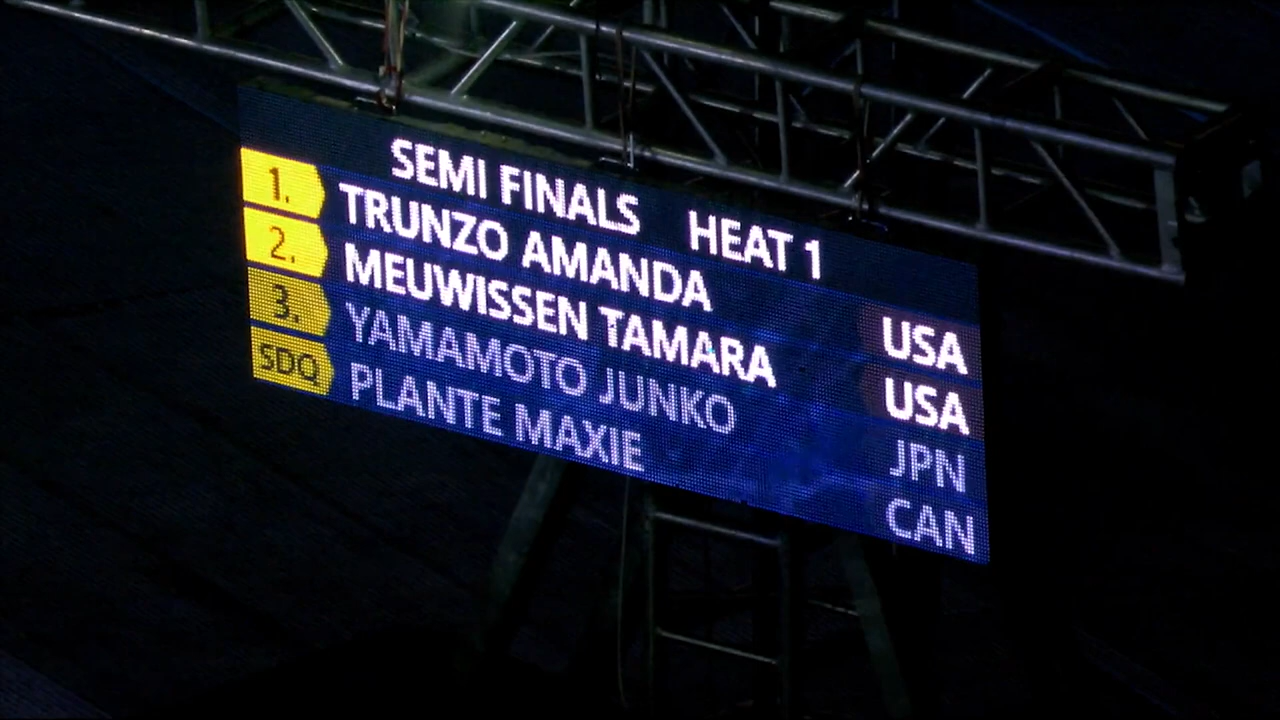 SEMI FINALS HEAT 1
1. TRUNZO AMANDA USA
2. MEUWISSEN TAMARA USA
3. YAMAMOTO JUNKO JPN
SDQ PLANTE MAXIE CAN